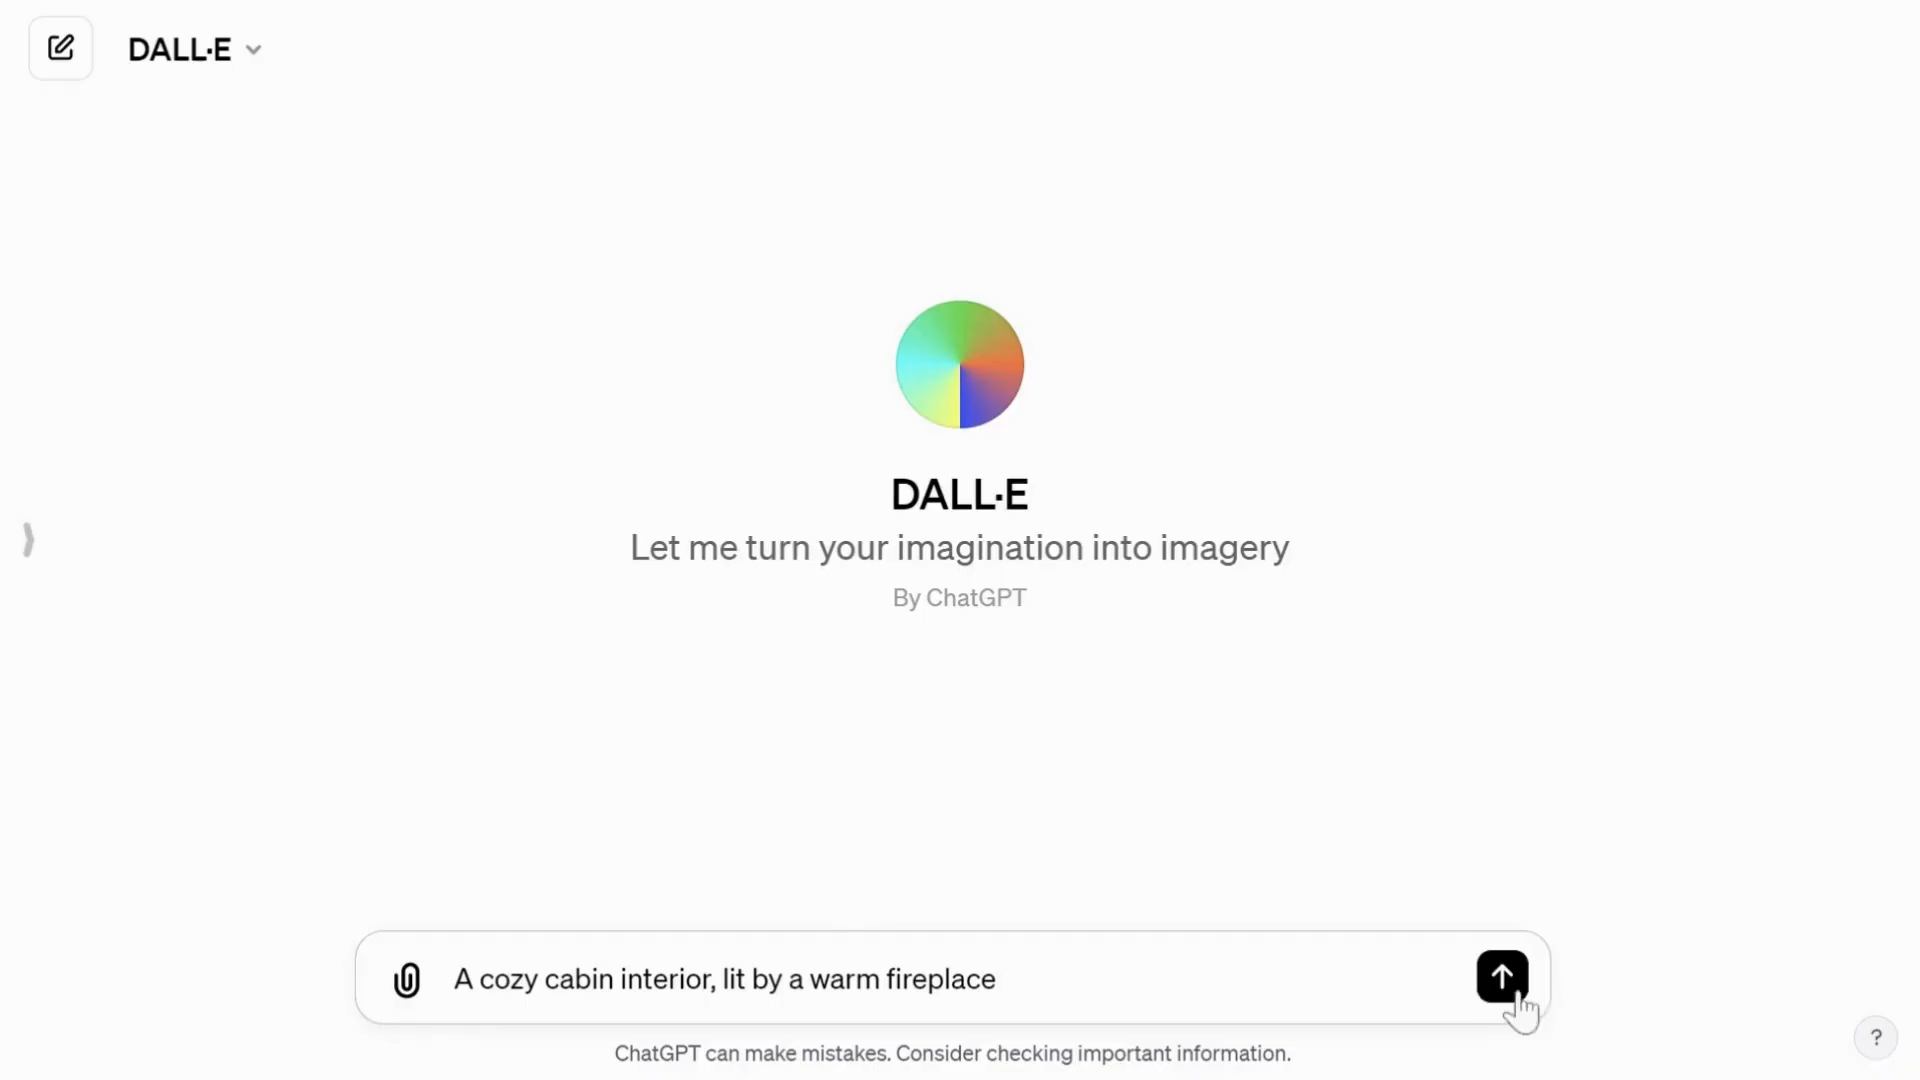 DALL·E
DALL·E
Let me turn your imagination into imagery
By ChatGPT
A cozy cabin interior, lit by a warm fireplace
ChatGPT can make mistakes. Consider checking important information.
?